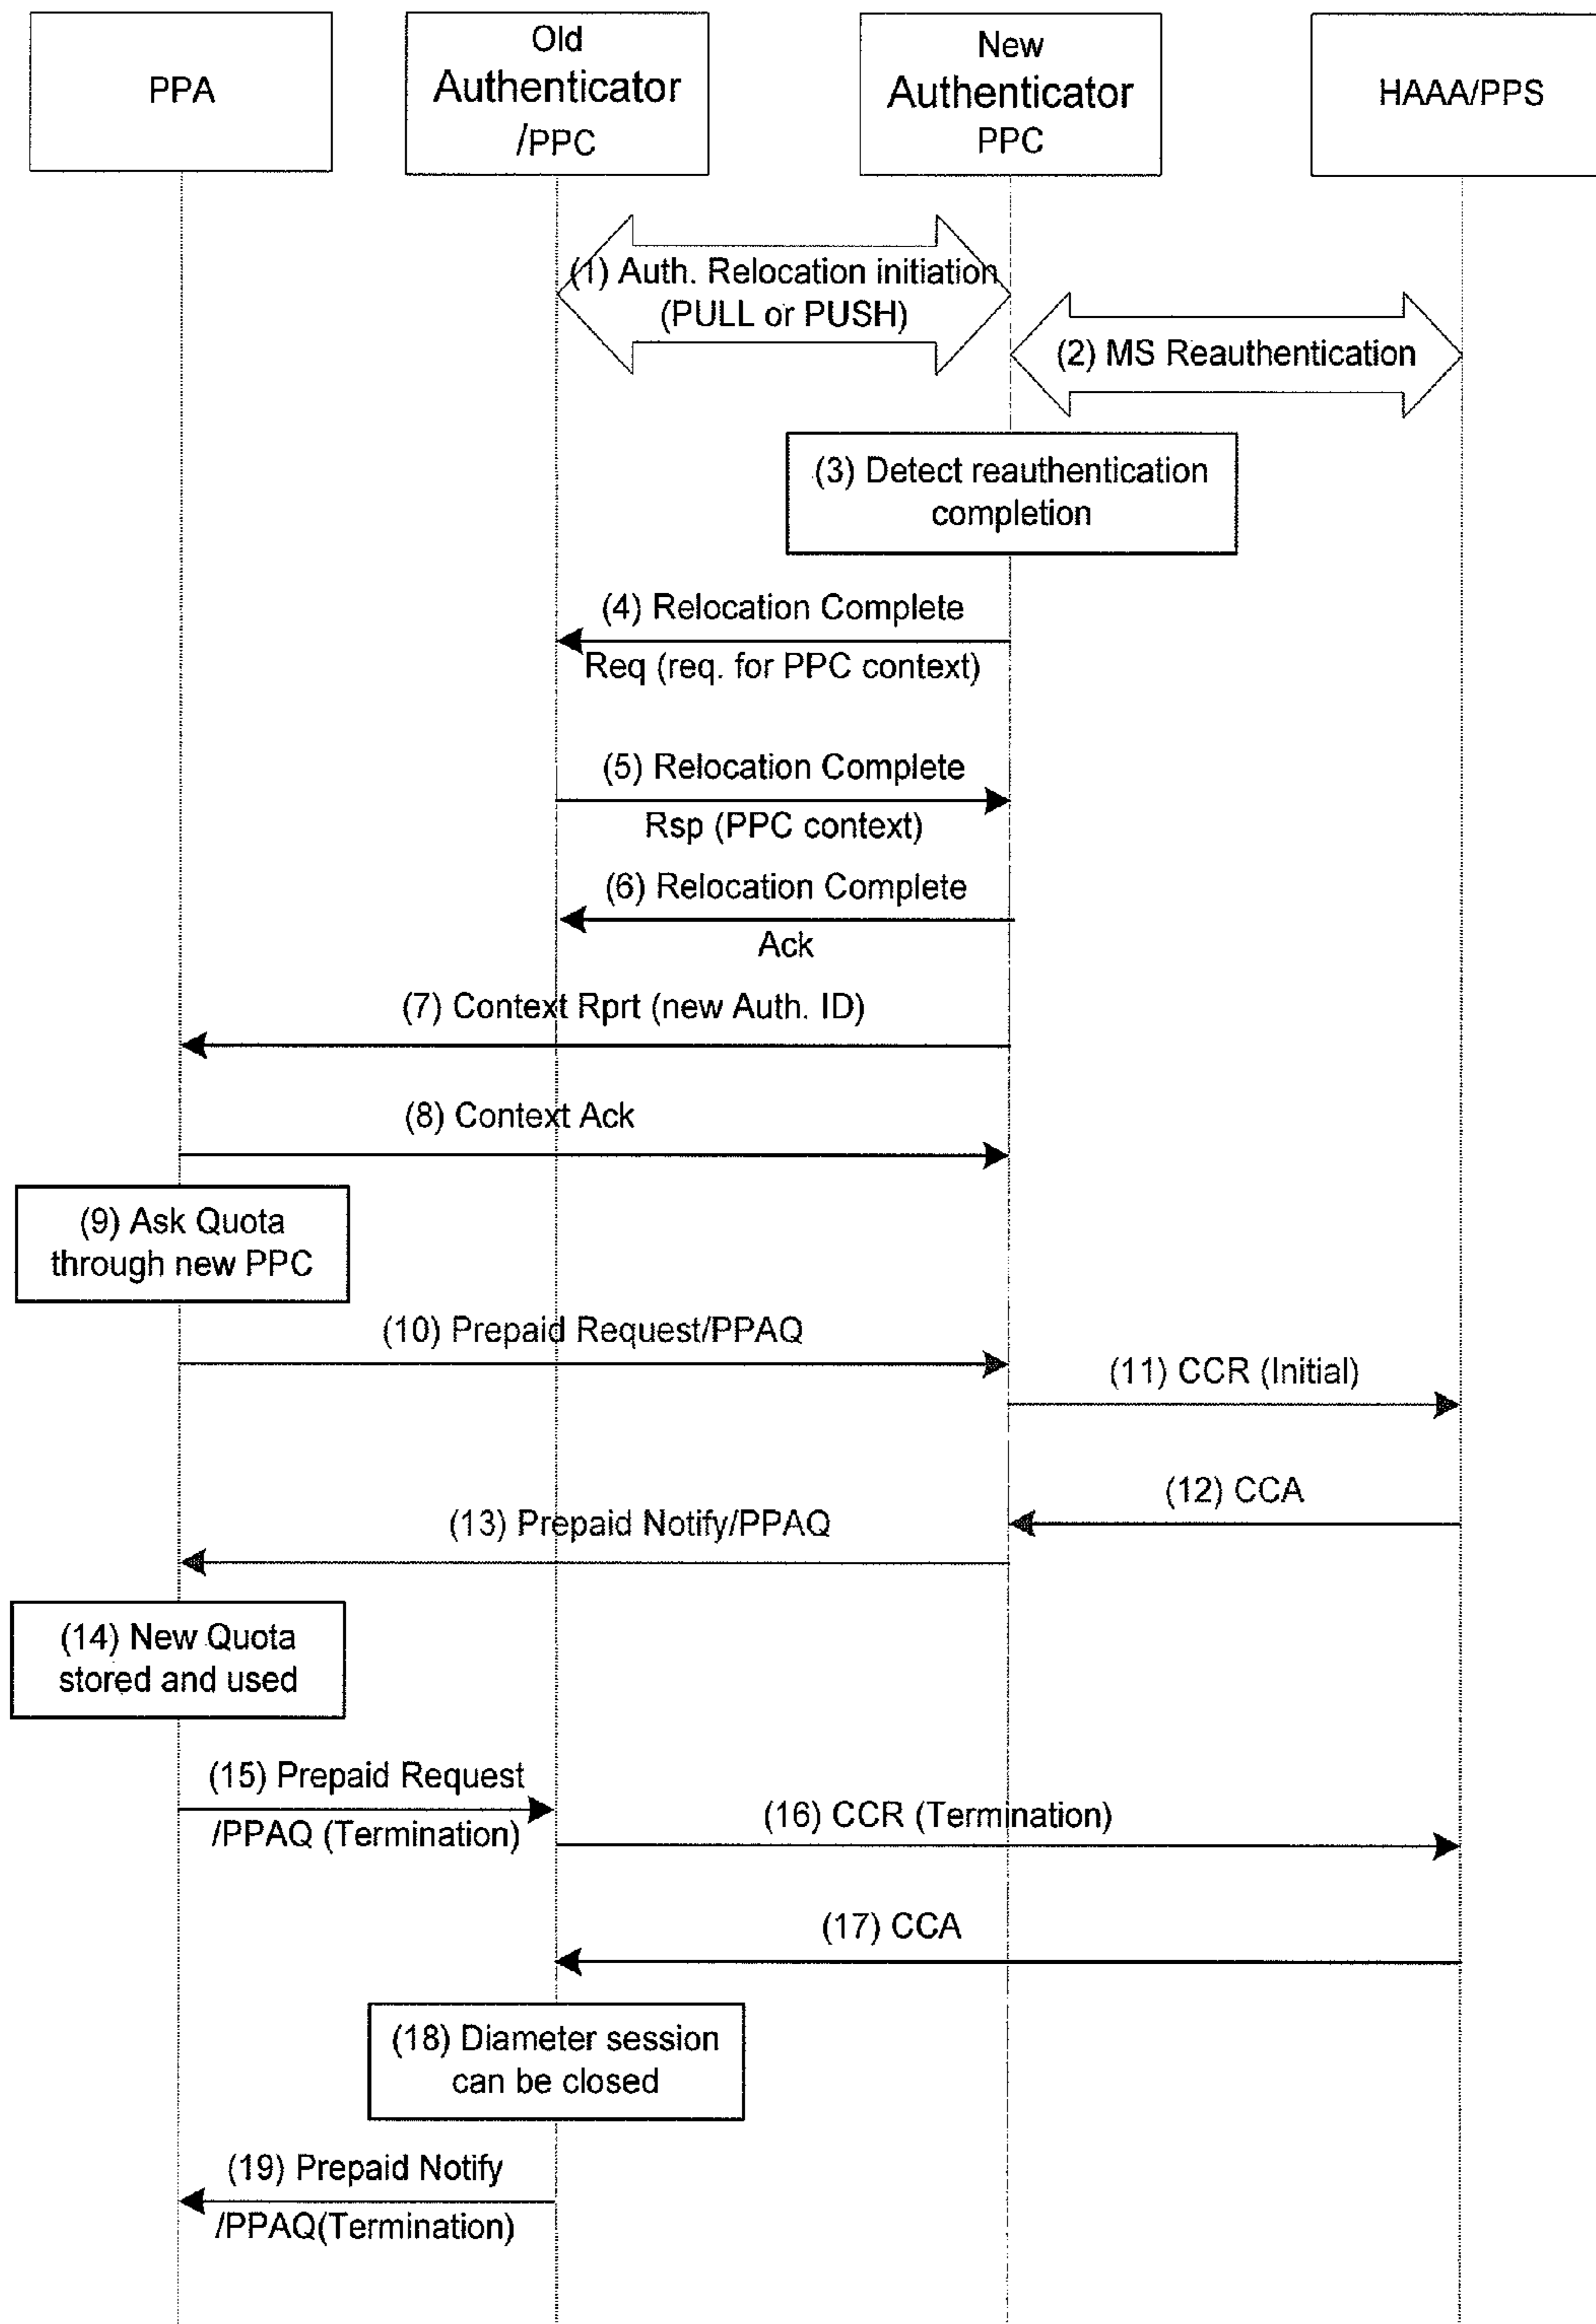 PPA
Old
Authenticator
/PPC
New
Authenticator
PPC
HAAA/PPS
(1) Auth. Relocation initiation
(PULL or PUSH)
(2) MS Reauthentication
(3) Detect reauthentication
completion
(4) Relocation Complete
Req (req. for PPC context)
(5) Relocation Complete
Rsp (PPC context)
(6) Relocation Complete
Ack
(7) Context Rprt (new Auth. ID)
(8) Context Ack
(9) Ask Quota
through new PPC
(10) Prepaid Request/PPAQ
(11) CCR (Initial)
(12) CCA
(13) Prepaid Notify/PPAQ
(14) New Quota
stored and used
(15) Prepaid Request
/PPAQ (Termination)
(16) CCR (Termination)
(17) CCA
(18) Diameter session
can be closed
(19) Prepaid Notify
/PPAQ(Termination)